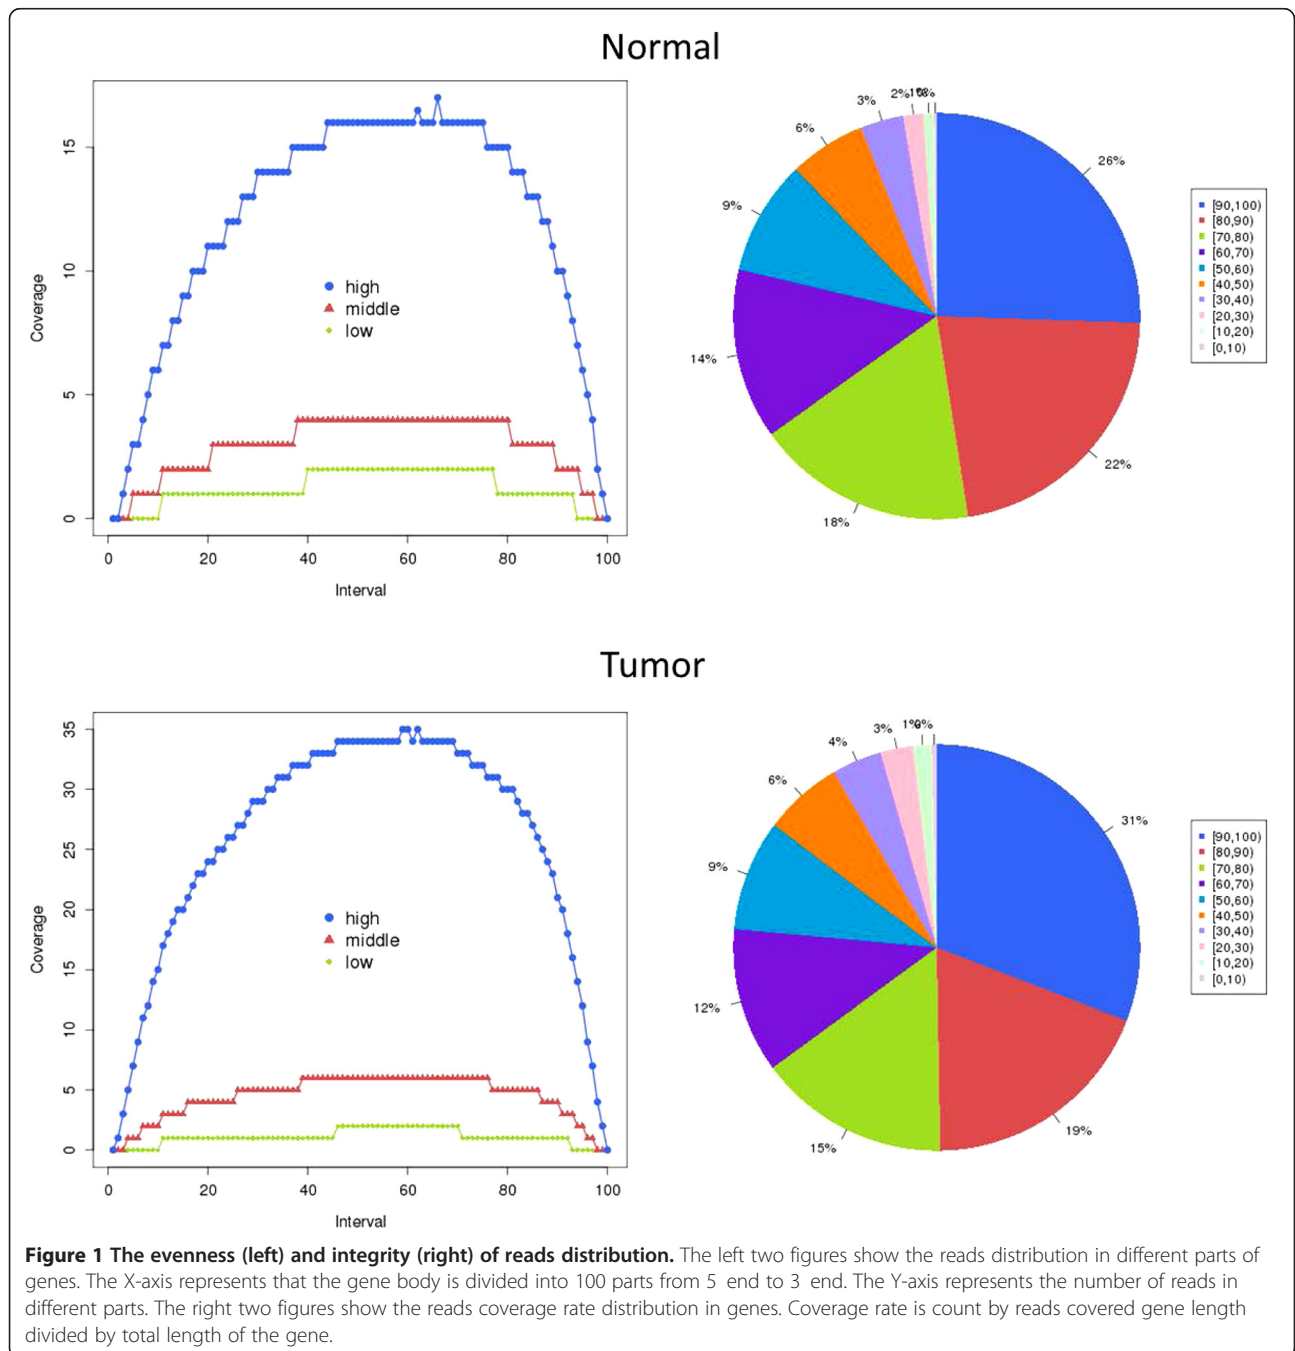 Normal
15
10
5
0
Coverage
high
middle
low
0 20 40 60 80 100
Interval
26%
22%
18%
14%
9%
6%
3%
2%
1%
[90,100)
[80,90)
[70,80)
[60,70)
[50,60)
[40,50)
[30,40)
[20,30)
[10,20)
[0,10)
Tumor
35
30
25
20
15
10
5
0
Coverage
high
middle
low
0 20 40 60 80 100
Interval
31%
19%
15%
12%
9%
6%
4%
3%
1%
0%
[90,100)
[80,90)
[70,80)
[60,70)
[50,60)
[40,50)
[30,40)
[20,30)
[10,20)
[0,10)
Figure 1 The evenness (left) and integrity (right) of reads distribution. The left two figures show the reads distribution in different parts of
genes. The X-axis represents that the gene body is divided into 100 parts from 5 end to 3 end. The Y-axis represents the number of reads in
different parts. The right two figures show the reads coverage rate distribution in genes. Coverage rate is count by reads covered gene length
divided by total length of the gene.